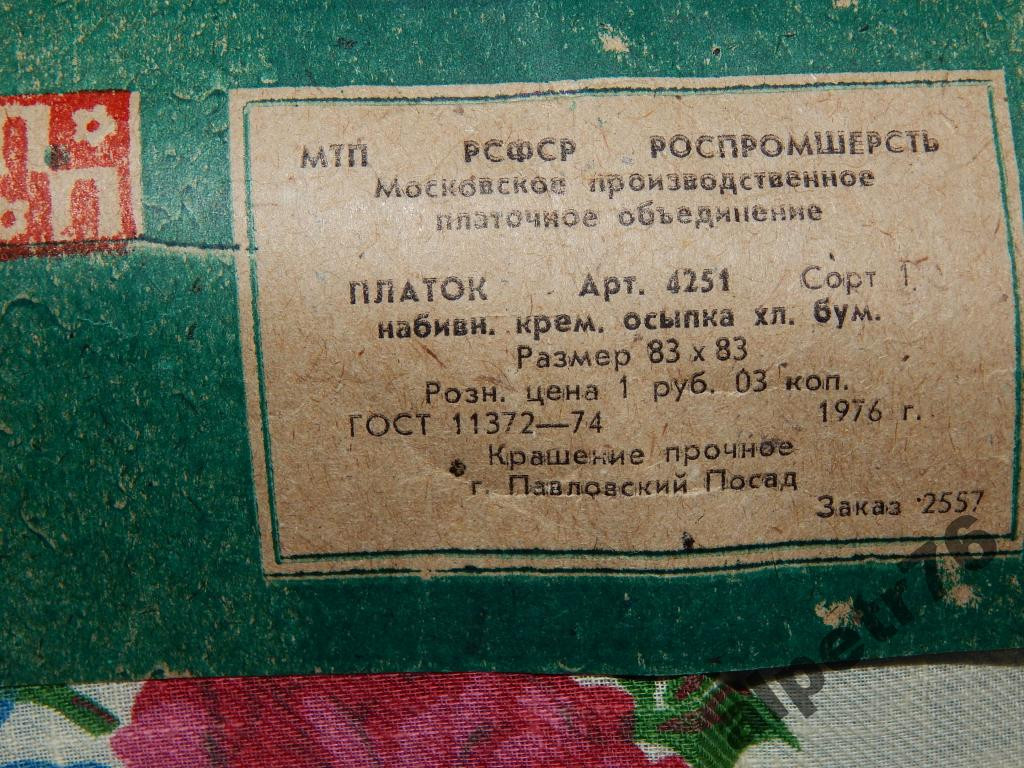 МТП РСФСР РОСПРОМШЕРСТЬ
Московское производственное
платочное объединение
ПЛАТОК Арт. 4251 Сорт 1
набивн. крем. осыпка хл. бум.
Размер 83 х 83
Розн. цена 1 руб. 03 коп.
ГОСТ 11372—74 1976 г.
Крашение прочное
г. Павловский Посад
Заказ 2557